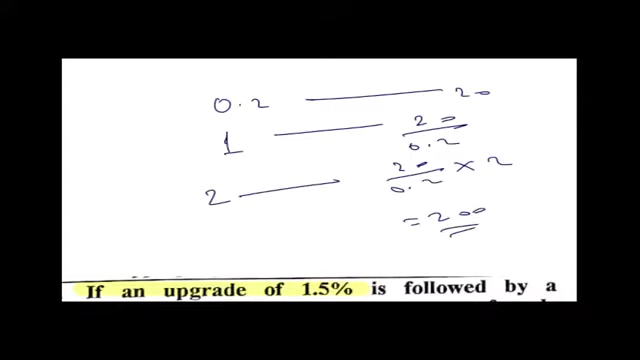 0.2 ——— 20
1 ——— 20/0.2
2 ——— 20/0.2 × 2
= 200
If an upgrade of 1.5% is followed by a